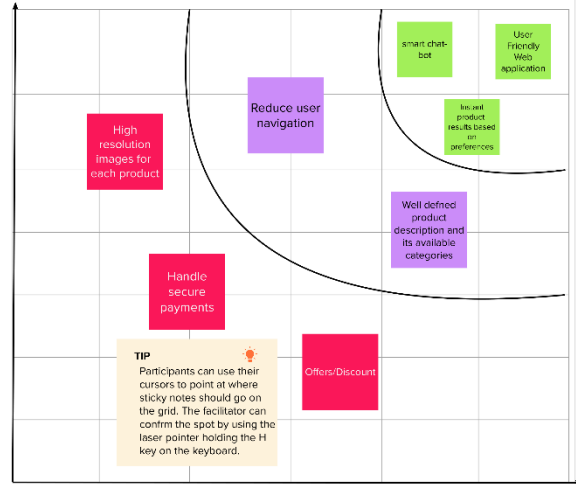 smart chat-
bot
User
Friendly
Web
application
Instant
product
results based
on
preferences
Reduce user
navigation
High
resolution
images for
each product
Well defined
product
description and
its available
categories
Handle
secure
payments
Offers/Discount
TIP
Participants can use their
cursors to point at where
sticky notes should go on
the grid. The facilitator can
confrm the spot by using the
laser pointer holding the H
key on the keyboard.